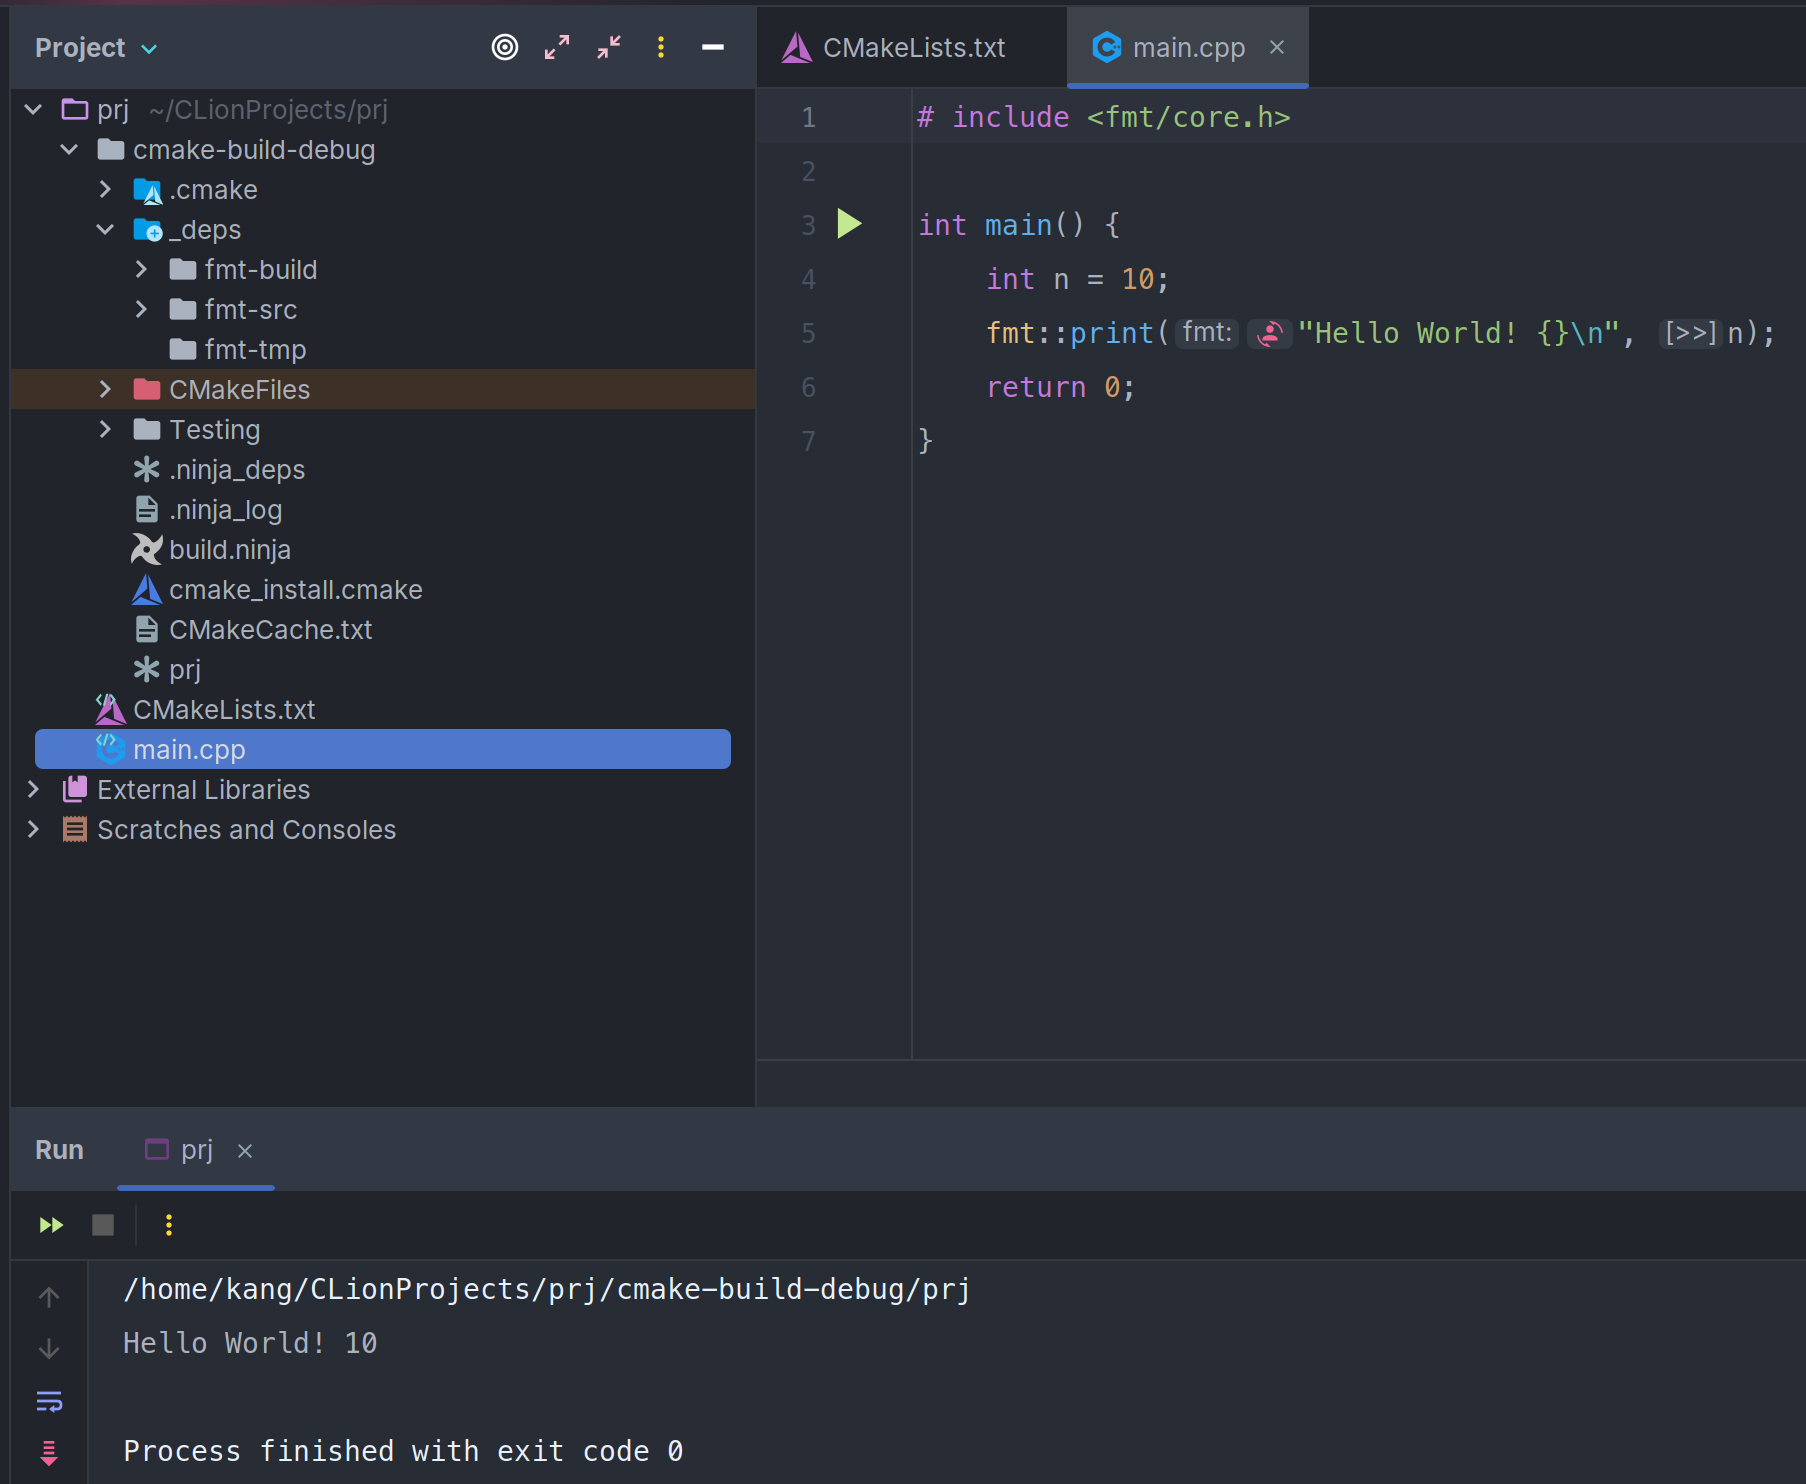 Project
prj ~/CLionProjects/prj
cmake-build-debug
.cmake
_deps
fmt-build
fmt-src
fmt-tmp
CMakeFiles
Testing
.ninja_deps
.ninja_log
build.ninja
cmake_install.cmake
CMakeCache.txt
prj
CMakeLists.txt
main.cpp
External Libraries
Scratches and Consoles
CMakeLists.txt main.cpp
1 # include <fmt/core.h>
2
3 int main() {
4 int n = 10;
5 fmt::print( fmt: "Hello World! {}\n", [>>] n);
6 return 0;
7 }
Run prj
/home/kang/CLionProjects/prj/cmake-build-debug/prj
Hello World! 10
Process finished with exit code 0